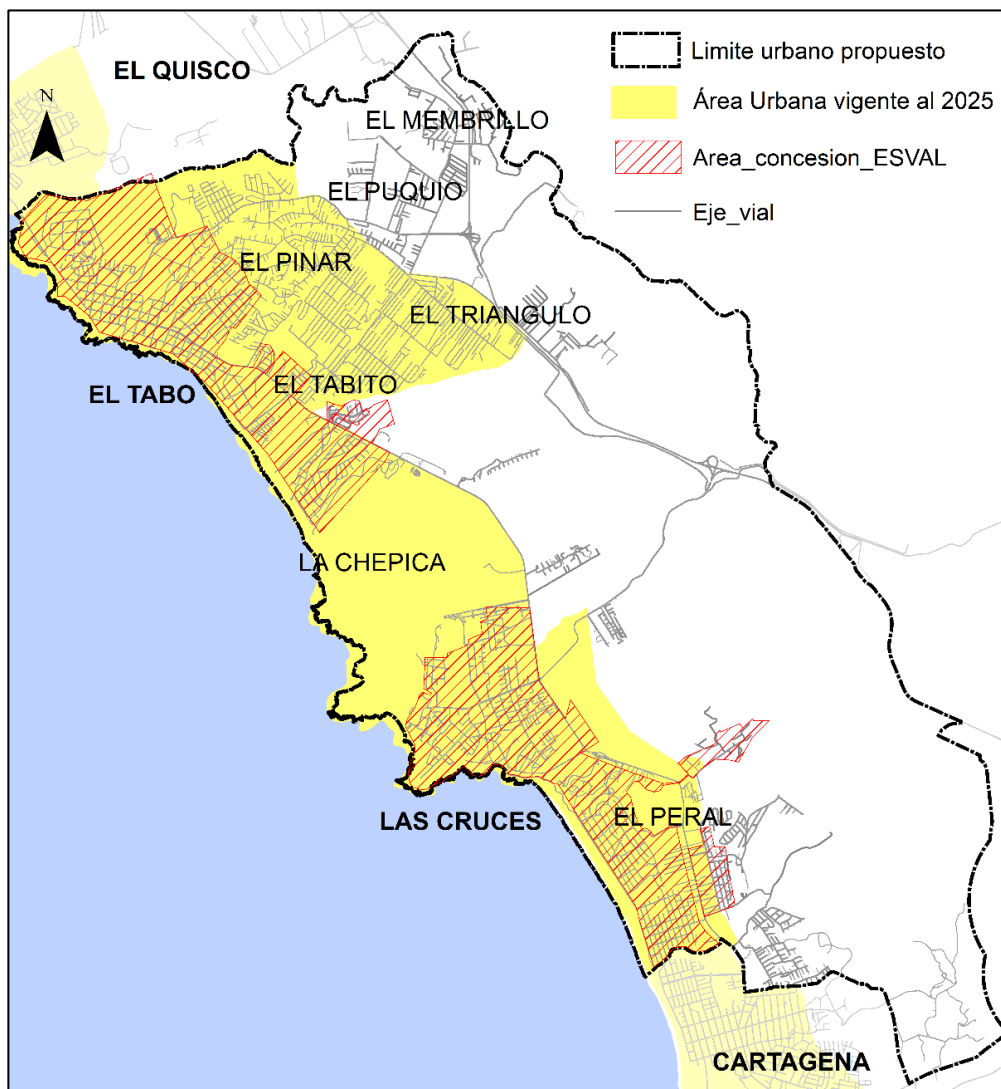 EL QUISCO
Limite urbano propuesto
Área Urbana vigente al 2025
EL MEMBRILLO
N
Area_concesion_ESVAL
EL PUQUIO
Eje_vial
EL PINAR
EL TRIANGULO
EL TABITO
EL TABO
LA CHEPICA
EL PERAL
LAS CRUCES
CARTAGENA